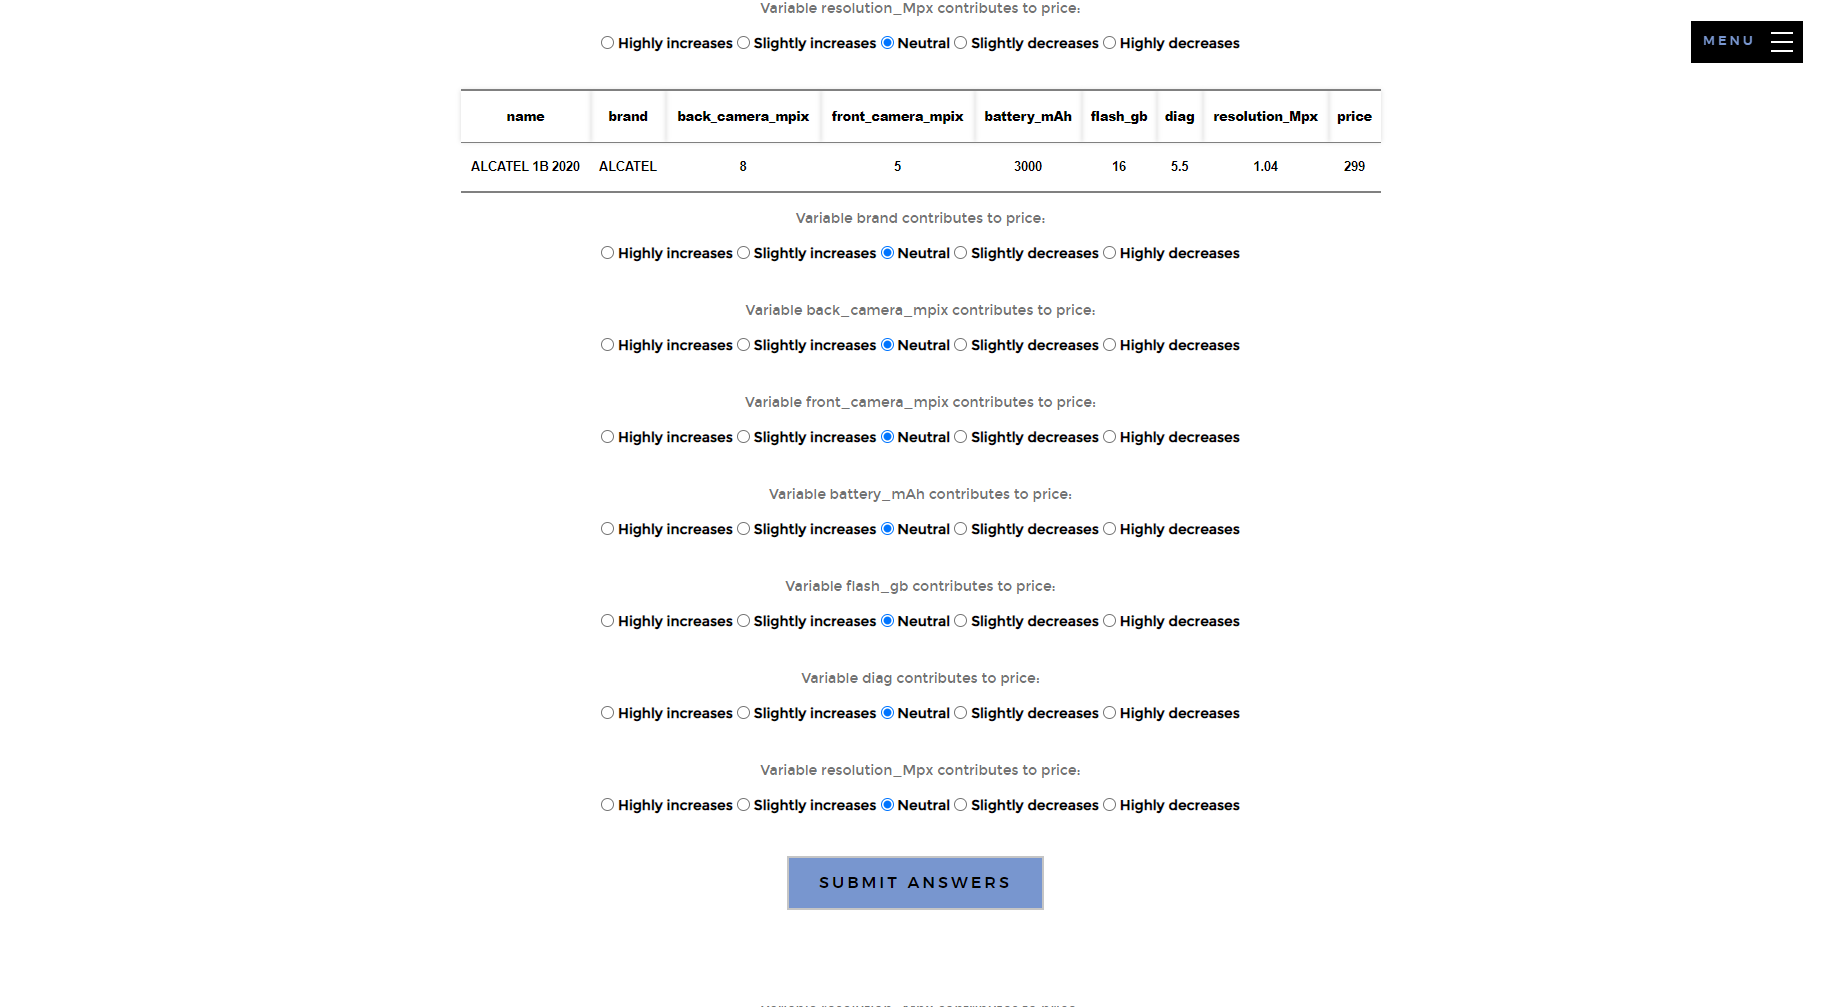 Variable resolution_Mpx contributes to price:
MENU
Highly increases Slightly increases Neutral Slightly decreases Highly decreases
name brand back_camera_mpix front_camera_mpix battery_mAh flash_gb diag resolution_Mpx price
ALCATEL 1B 2020 ALCATEL 8 5 3000 16 5.5 1.04 299
Variable brand contributes to price:
Highly increases Slightly increases Neutral Slightly decreases Highly decreases
Variable back_camera_mpix contributes to price:
Highly increases Slightly increases Neutral Slightly decreases Highly decreases
Variable front_camera_mpix contributes to price:
Highly increases Slightly increases Neutral Slightly decreases Highly decreases
Variable battery_mAh contributes to price:
Highly increases Slightly increases Neutral Slightly decreases Highly decreases
Variable flash_gb contributes to price:
Highly increases Slightly increases Neutral Slightly decreases Highly decreases
Variable diag contributes to price:
Highly increases Slightly increases Neutral Slightly decreases Highly decreases
Variable resolution_Mpx contributes to price:
Highly increases Slightly increases Neutral Slightly decreases Highly decreases
SUBMIT ANSWERS